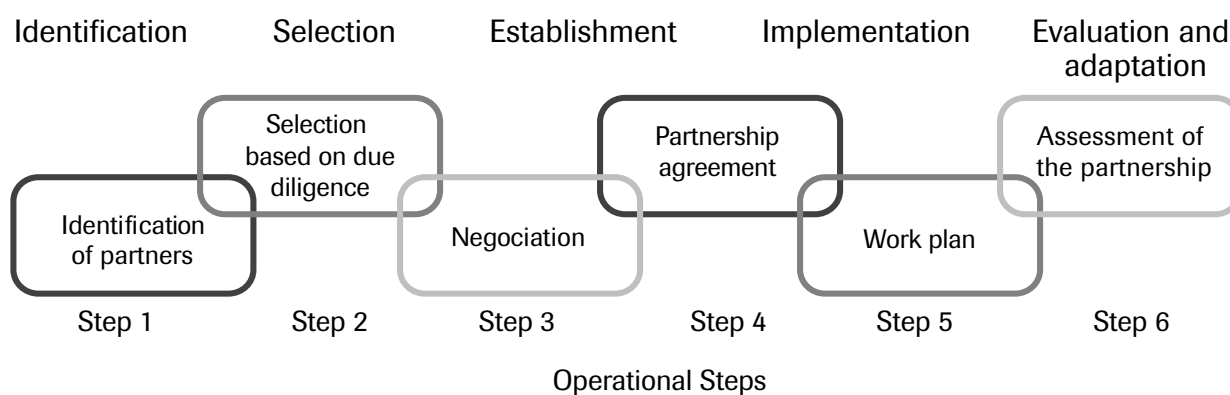 Identification
Selection
Establishment
Implementation
Evaluation and
adaptation
Selection
based on due
diligence
Partnership
agreement
Assessment of
the partnership
Identification
of partners
Negociation
Work plan
Step 1
Step 2
Step 3
Step 4
Step 5
Step 6
Operational Steps